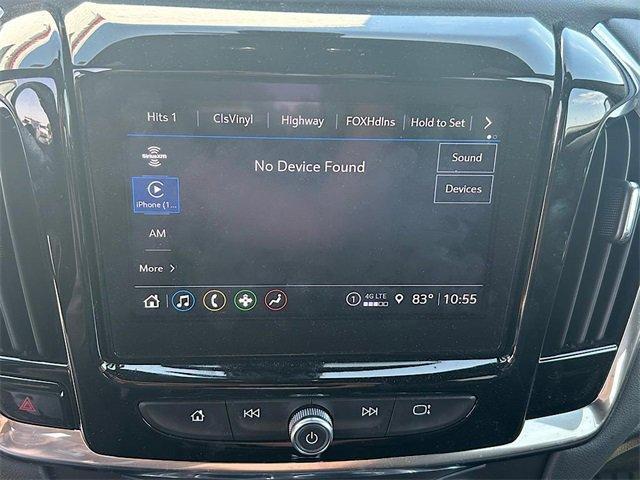 Hits 1 ClsVinyl Highway FOXHdlns Hold to Set
SiriusXM
No Device Found
Sound
Devices
iPhone (1...
AM
More
1 4G LTE 83° 10:55